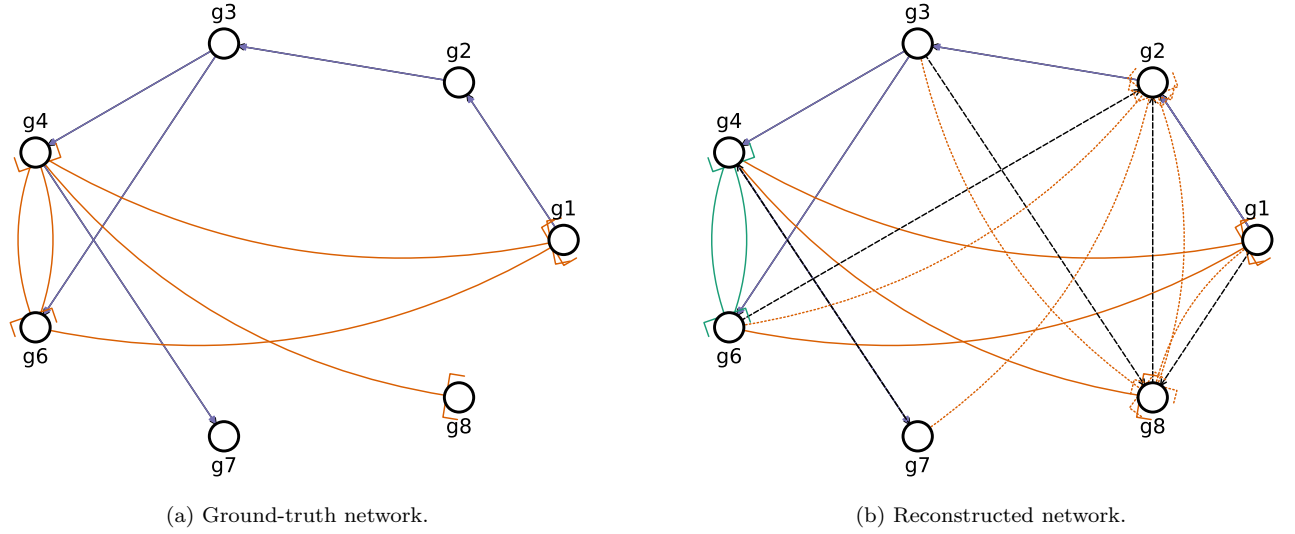 g3
g2
g4
g1
g6
g8
g7
(a) Ground-truth network.
g3
g2
g4
g1
g6
g8
g7
(b) Reconstructed network.